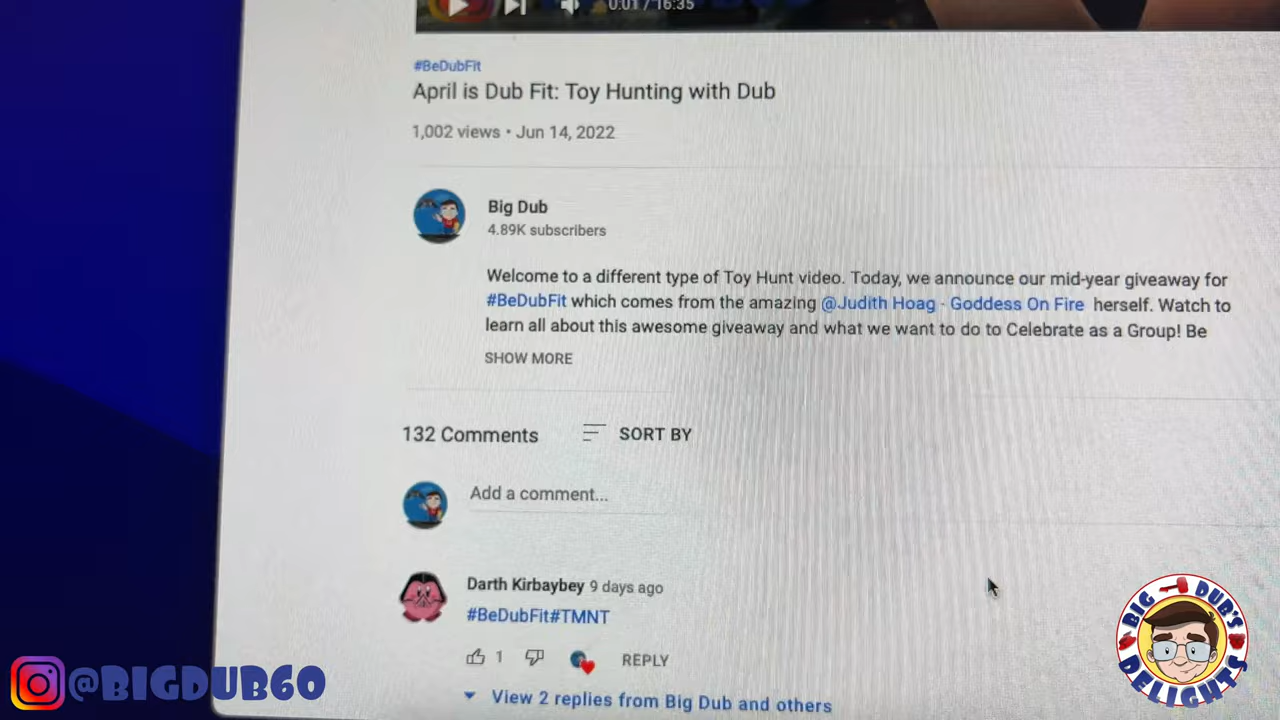 0:01 / 16:35
#BeDubFit
April is Dub Fit: Toy Hunting with Dub
1,002 views • Jun 14, 2022
Big Dub
4.89K subscribers
Welcome to a different type of Toy Hunt video. Today, we announce our mid-year giveaway for
#BeDubFit which comes from the amazing @Judith Hoag - Goddess On Fire herself. Watch to
learn all about this awesome giveaway and what we want to do to Celebrate as a Group! Be
SHOW MORE
132 Comments
SORT BY
Add a comment...
Darth Kirbaybey 9 days ago
#BeDubFit#TMNT
1
REPLY
View 2 replies from Big Dub and others
@BIGDUB60
BIG DUB'S
DELIGHTS